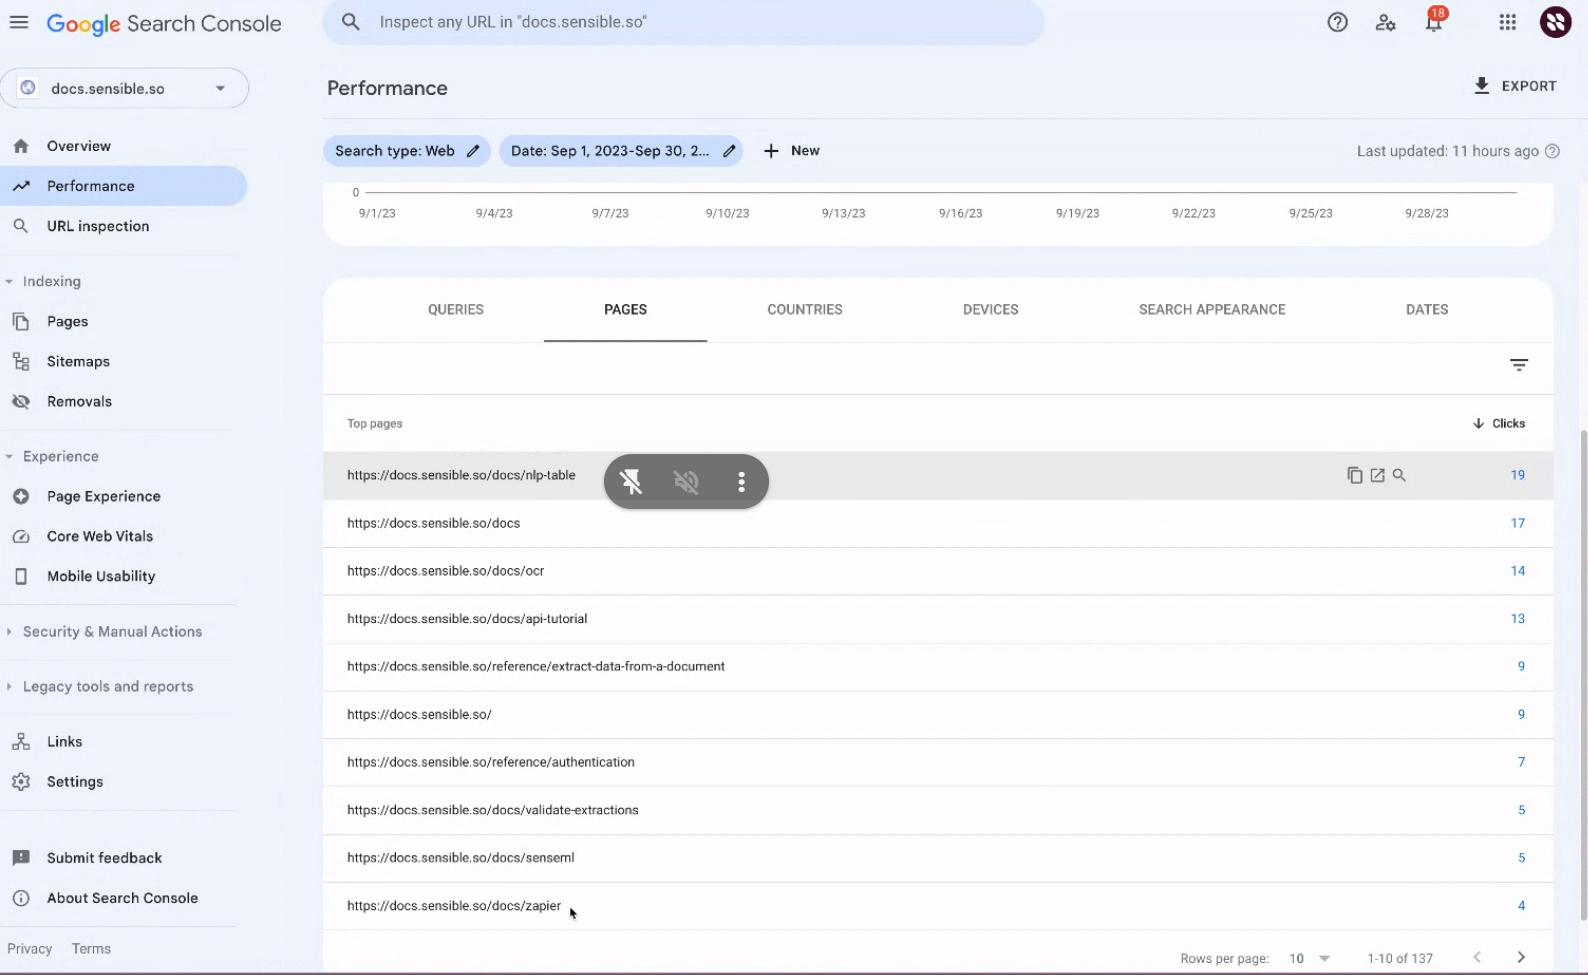 Google Search Console
Inspect any URL in "docs.sensible.so"
18
docs.sensible.so
Performance
EXPORT
Overview
Performance
URL inspection
Indexing
Pages
Sitemaps
Removals
Experience
Page Experience
Core Web Vitals
Mobile Usability
Security & Manual Actions
Legacy tools and reports
Links
Settings
Submit feedback
About Search Console
Privacy Terms
Search type: Web
Date: Sep 1, 2023-Sep 30, 2...
New
Last updated: 11 hours ago
0
9/1/23 9/4/23 9/7/23 9/10/23 9/13/23 9/16/23 9/19/23 9/22/23 9/25/23 9/28/23
QUERIES PAGES COUNTRIES DEVICES SEARCH APPEARANCE DATES
Top pages Clicks
https://docs.sensible.so/docs/nlp-table 19
https://docs.sensible.so/docs 17
https://docs.sensible.so/docs/ocr 14
https://docs.sensible.so/docs/api-tutorial 13
https://docs.sensible.so/reference/extract-data-from-a-document 9
https://docs.sensible.so/ 9
https://docs.sensible.so/reference/authentication 7
https://docs.sensible.so/docs/validate-extractions 5
https://docs.sensible.so/docs/senseml 5
https://docs.sensible.so/docs/zapier 4
Rows per page: 10 1-10 of 137